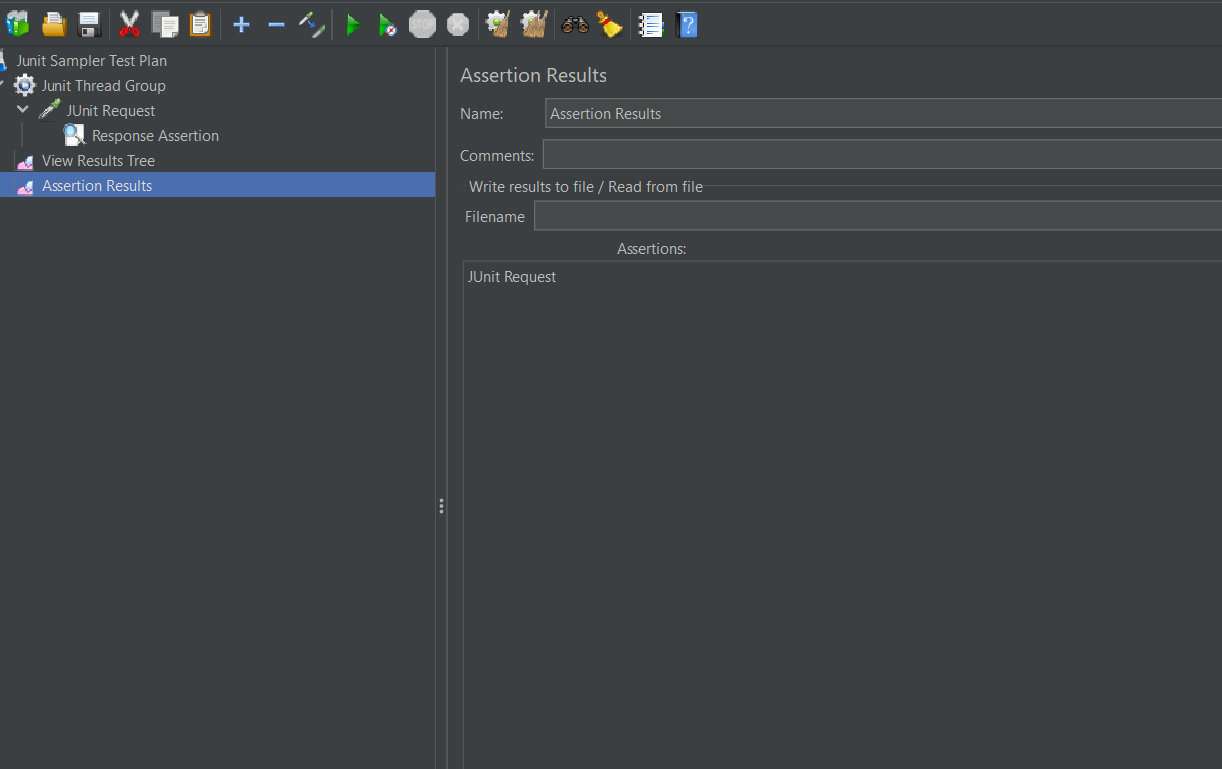 STOP
?
Junit Sampler Test Plan
Junit Thread Group
JUnit Request
Response Assertion
View Results Tree
Assertion Results
Assertion Results
Name: Assertion Results
Comments:
Write results to file / Read from file
Filename
Assertions:
JUnit Request